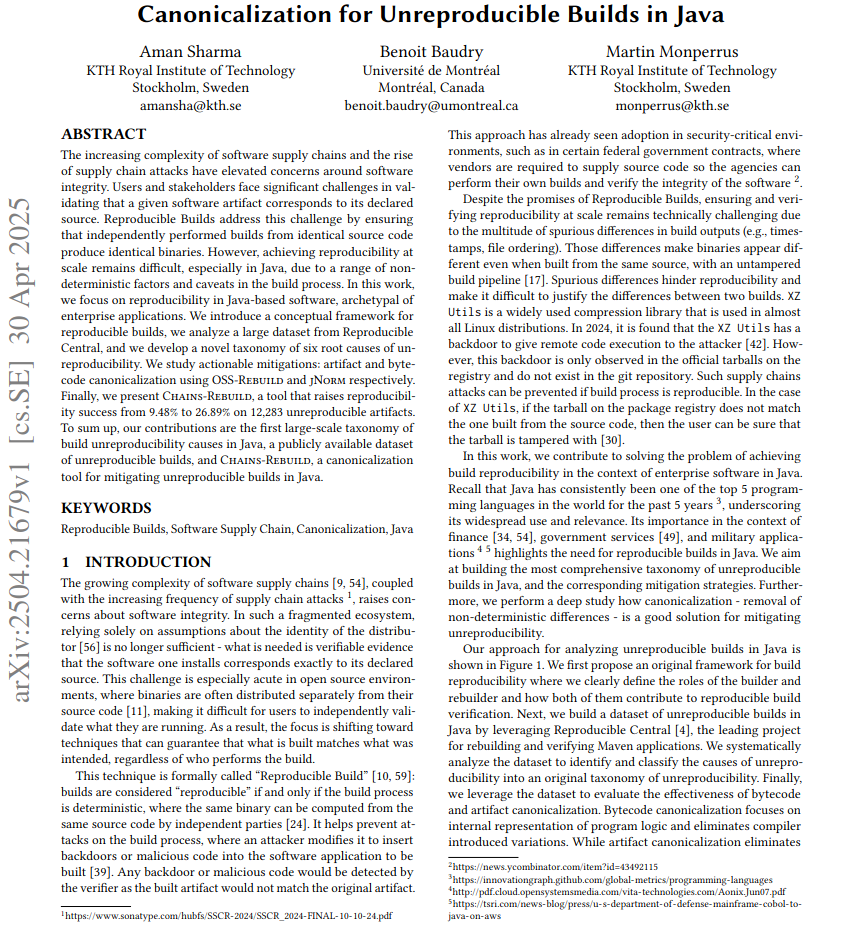 Canonicalization for Unreproducible Builds in Java
Aman Sharma
KTH Royal Institute of Technology
Stockholm, Sweden
amansha@kth.se
Benoit Baudry
Université de Montréal
Montréal, Canada
benoit.baudry@umontreal.ca
Martin Monperrus
KTH Royal Institute of Technology
Stockholm, Sweden
monperrus@kth.se
arXiv:2504.21679v1 [cs.SE] 30 Apr 2025
ABSTRACT
The increasing complexity of software supply chains and the rise
of supply chain attacks have elevated concerns around software
integrity. Users and stakeholders face significant challenges in val-
idating that a given software artifact corresponds to its declared
source. Reproducible Builds address this challenge by ensuring
that independently performed builds from identical source code
produce identical binaries. However, achieving reproducibility at
scale remains difficult, especially in Java, due to a range of non-
deterministic factors and caveats in the build process. In this work,
we focus on reproducibility in Java-based software, archetypal of
enterprise applications. We introduce a conceptual framework for
reproducible builds, we analyze a large dataset from Reproducible
Central, and we develop a novel taxonomy of six root causes of un-
reproducibility. We study actionable mitigations: artifact and byte-
code canonicalization using OSS-Rebuild and jNorm respectively.
Finally, we present Chains-Rebuild, a tool that raises reproducibil-
ity success from 9.48% to 26.89% on 12,283 unreproducible artifacts.
To sum up, our contributions are the first large-scale taxonomy of
build unreproducibility causes in Java, a publicly available dataset
of unreproducible builds, and Chains-Rebuild, a canonicalization
tool for mitigating unreproducible builds in Java.
KEYWORDS
Reproducible Builds, Software Supply Chain, Canonicalization, Java
1 INTRODUCTION
The growing complexity of software supply chains [9, 54], coupled
with the increasing frequency of supply chain attacks 1, raises con-
cerns about software integrity. In such a fragmented ecosystem,
relying solely on assumptions about the identity of the distribu-
tor [56] is no longer sufficient - what is needed is verifiable evidence
that the software one installs corresponds exactly to its declared
source. This challenge is especially acute in open source environ-
ments, where binaries are often distributed separately from their
source code [11], making it difficult for users to independently vali-
date what they are running. As a result, the focus is shifting toward
techniques that can guarantee that what is built matches what was
intended, regardless of who performs the build.
This technique is formally called “Reproducible Build” [10, 59]:
builds are considered “reproducible” if and only if the build process
is deterministic, where the same binary can be computed from the
same source code by independent parties [24]. It helps prevent at-
tacks on the build process, where an attacker modifies it to insert
backdoors or malicious code into the software application to be
built [39]. Any backdoor or malicious code would be detected by
the verifier as the built artifact would not match the original artifact.
1https://www.sonatype.com/hubfs/SSCR-2024/SSCR_2024-FINAL-10-10-24.pdf
This approach has already seen adoption in security-critical envi-
ronments, such as in certain federal government contracts, where
vendors are required to supply source code so the agencies can
perform their own builds and verify the integrity of the software 2.
Despite the promises of Reproducible Builds, ensuring and ver-
ifying reproducibility at scale remains technically challenging due
to the multitude of spurious differences in build outputs (e.g., times-
tamps, file ordering). Those differences make binaries appear dif-
ferent even when built from the same source, with an untampered
build pipeline [17]. Spurious differences hinder reproducibility and
make it difficult to justify the differences between two builds. XZ
Utils is a widely used compression library that is used in almost
all Linux distributions. In 2024, it is found that the XZ Utils has a
backdoor to give remote code execution to the attacker [42]. How-
ever, this backdoor is only observed in the official tarballs on the
registry and do not exist in the git repository. Such supply chains
attacks can be prevented if build process is reproducible. In the case
of XZ Utils, if the tarball on the package registry does not match
the one built from the source code, then the user can be sure that
the tarball is tampered with [30].
In this work, we contribute to solving the problem of achieving
build reproducibility in the context of enterprise software in Java.
Recall that Java has consistently been one of the top 5 program-
ming languages in the world for the past 5 years 3, underscoring
its widespread use and relevance. Its importance in the context of
finance [34, 54], government services [49], and military applica-
tions 4 5 highlights the need for reproducible builds in Java. We aim
at building the most comprehensive taxonomy of unreproducible
builds in Java, and the corresponding mitigation strategies. Further-
more, we perform a deep study how canonicalization - removal of
non-deterministic differences - is a good solution for mitigating
unreproducibility.
Our approach for analyzing unreproducible builds in Java is
shown in Figure 1. We first propose an original framework for build
reproducibility where we clearly define the roles of the builder and
rebuilder and how both of them contribute to reproducible build
verification. Next, we build a dataset of unreproducible builds in
Java by leveraging Reproducible Central [4], the leading project
for rebuilding and verifying Maven applications. We systematically
analyze the dataset to identify and classify the causes of unrepro-
ducibility into an original taxonomy of unreproducibility. Finally,
we leverage the dataset to evaluate the effectiveness of bytecode
and artifact canonicalization. Bytecode canonicalization focuses on
internal representation of program logic and eliminates compiler
introduced variations. While artifact canonicalization eliminates
2https://news.ycombinator.com/item?id=43492115
3https://innovationgraph.github.com/global-metrics/programming-languages
4http://pdf.cloud.opensystemsmedia.com/vita-technologies.com/Aonix.Jun07.pdf
5https://tsri.com/news-blog/press/u-s-department-of-defense-mainframe-cobol-to-
java-on-aws